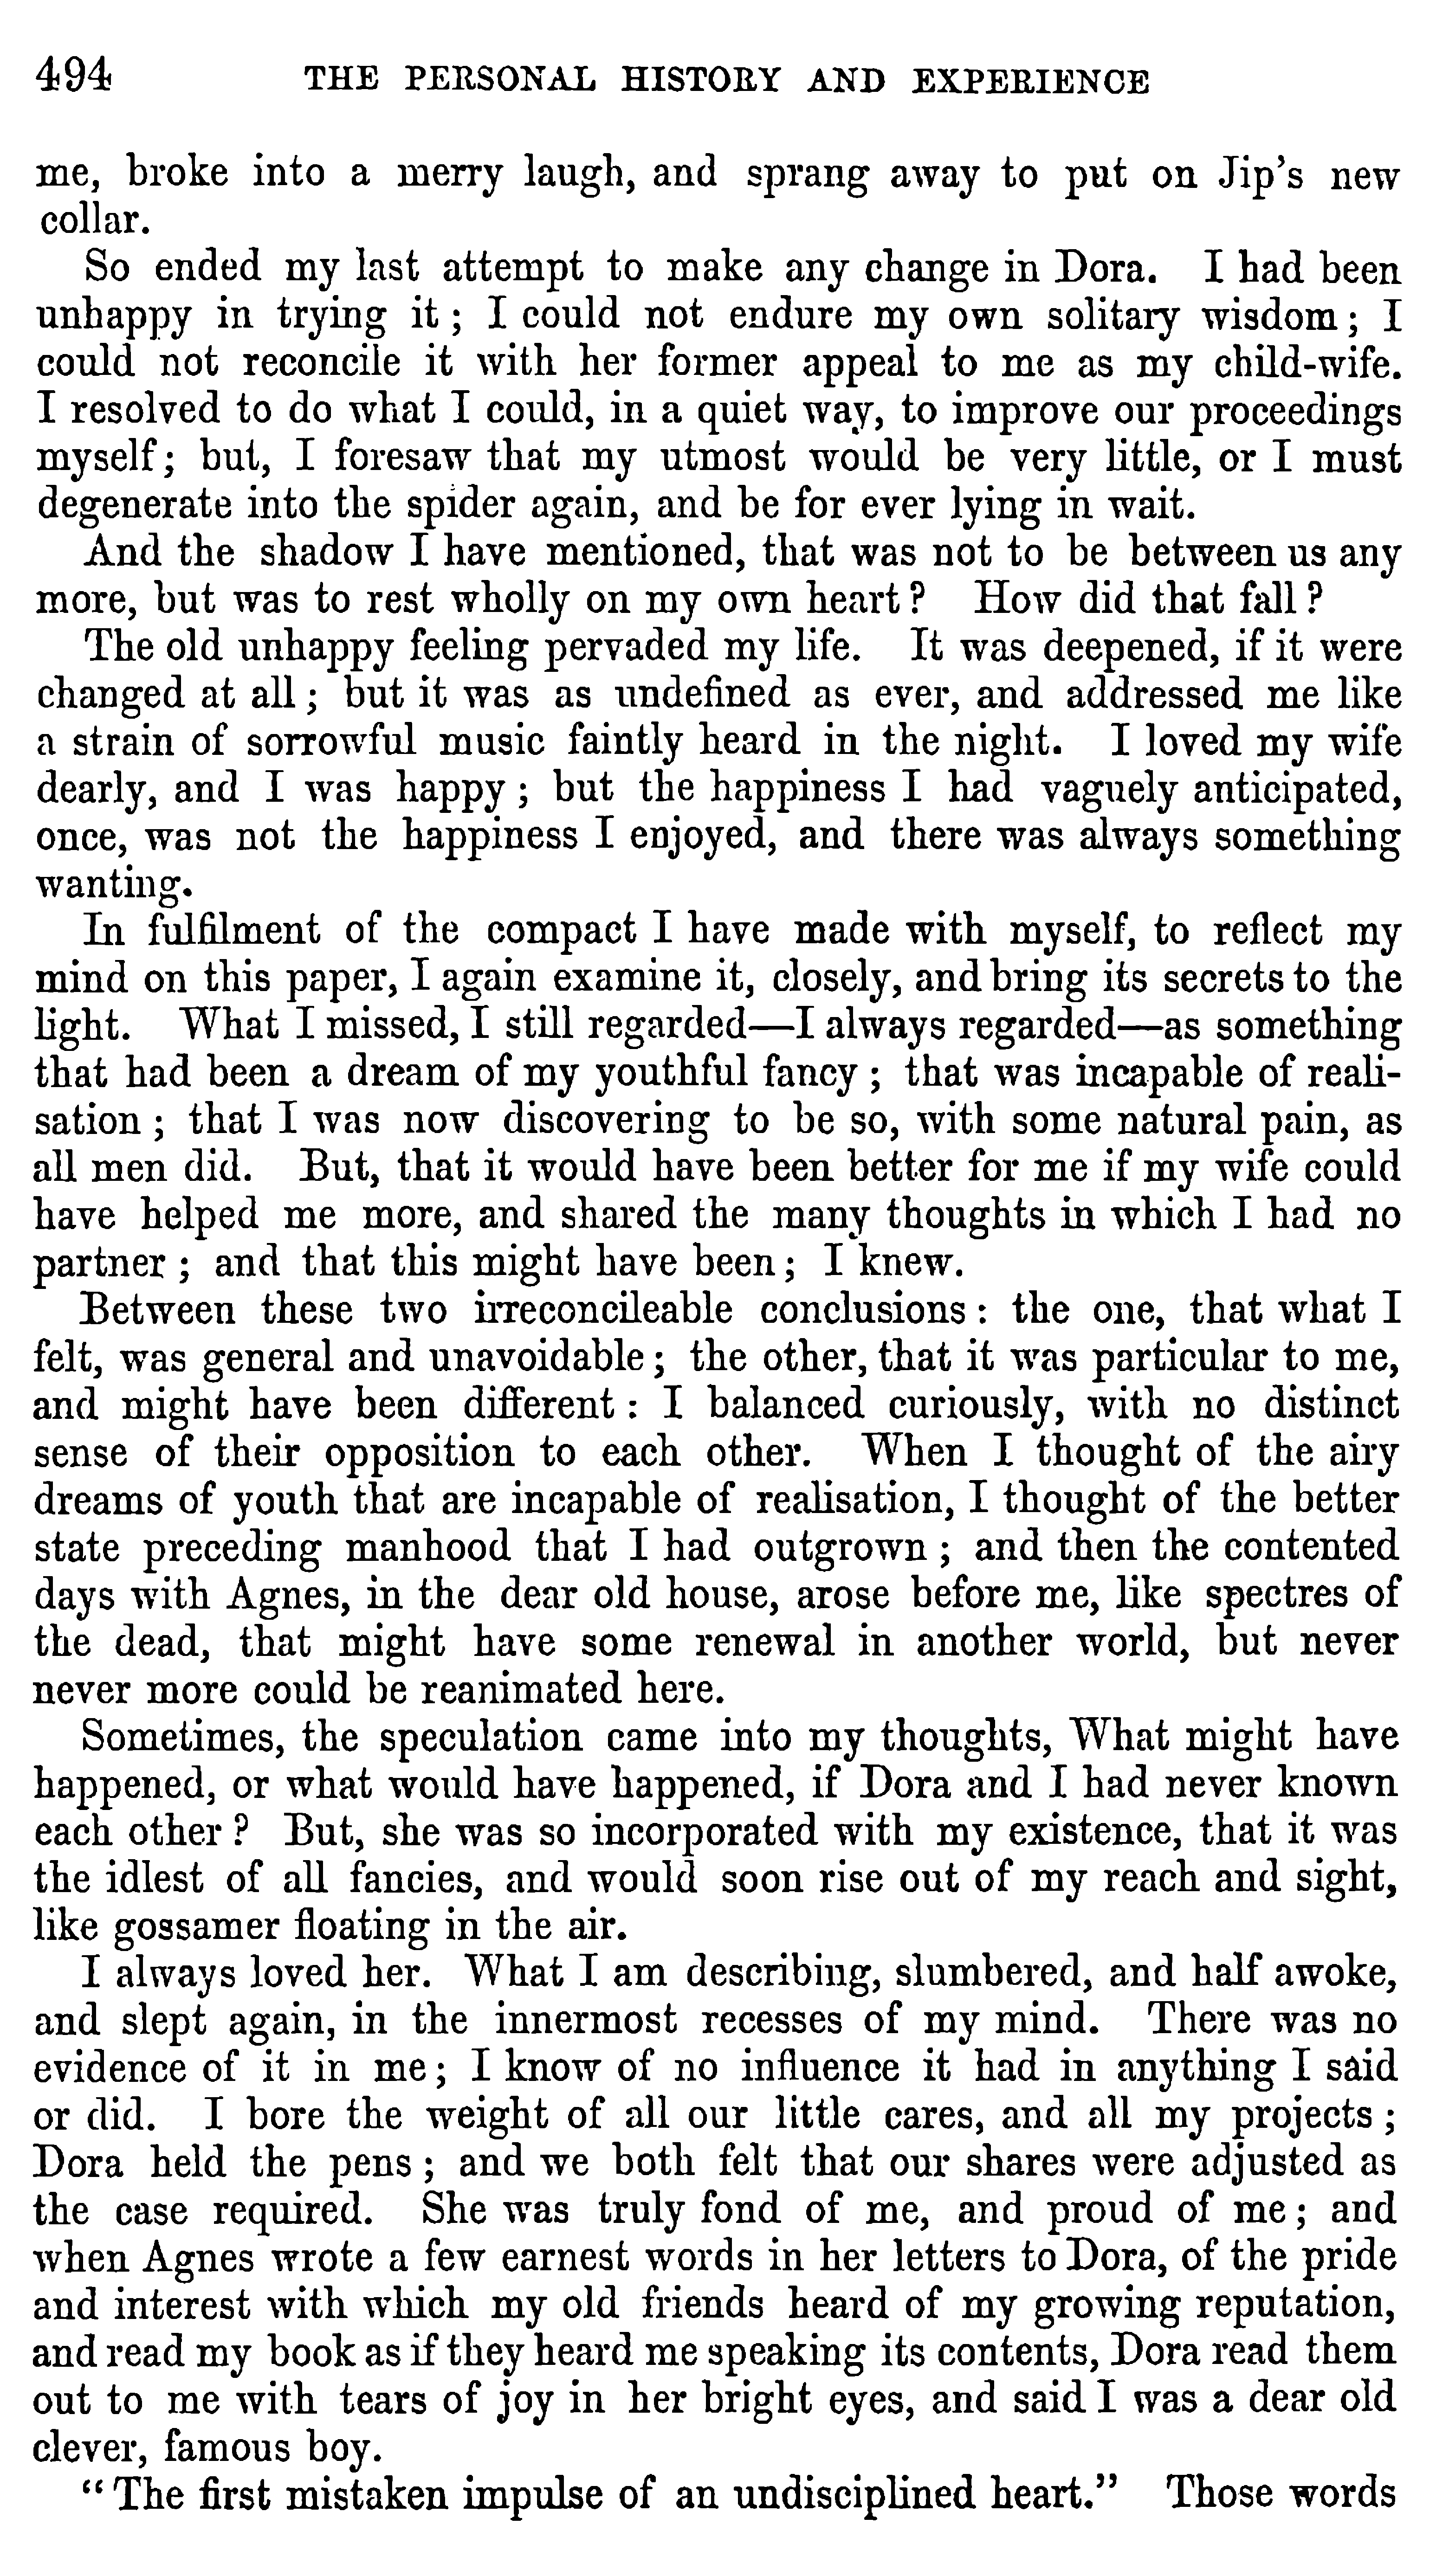 494 THE PERSONAL HISTORY AND EXPERIENCE
me, broke into a merry laugh, and sprang away to put on Jip's new
collar.
So ended my last attempt to make any change in Dora. I had been
unhappy in trying it; I could not endure my own solitary wisdom; I
could not reconcile it with her former appeal to me as my child-wife.
I resolved to do what I could, in a quiet way, to improve our proceedings
myself; but, I foresaw that my utmost would be very little, or I must
degenerate into the spider again, and be for ever lying in wait.
And the shadow I have mentioned, that was not to be between us any
more, but was to rest wholly on my own heart? How did that fall?
The old unhappy feeling pervaded my life. It was deepened, if it were
changed at all; but it was as undefined as ever, and addressed me like
a strain of sorrowful music faintly heard in the night. I loved my wife
dearly, and I was happy; but the happiness I had vaguely anticipated,
once, was not the happiness I enjoyed, and there was always something
wanting.
In fulfilment of the compact I have made with myself, to reflect my
mind on this paper, I again examine it, closely, and bring its secrets to the
light. What I missed, I still regarded—I always regarded—as something
that had been a dream of my youthful fancy; that was incapable of reali-
sation; that I was now discovering to be so, with some natural pain, as
all men did. But, that it would have been better for me if my wife could
have helped me more, and shared the many thoughts in which I had no
partner; and that this might have been; I knew.
Between these two irreconcileable conclusions: the one, that what I
felt, was general and unavoidable; the other, that it was particular to me,
and might have been different: I balanced curiously, with no distinct
sense of their opposition to each other. When I thought of the airy
dreams of youth that are incapable of realisation, I thought of the better
state preceding manhood that I had outgrown; and then the contented
days with Agnes, in the dear old house, arose before me, like spectres of
the dead, that might have some renewal in another world, but never
never more could be reanimated here.
Sometimes, the speculation came into my thoughts, What might have
happened, or what would have happened, if Dora and I had never known
each other? But, she was so incorporated with my existence, that it was
the idlest of all fancies, and would soon rise out of my reach and sight,
like gossamer floating in the air.
I always loved her. What I am describing, slumbered, and half awoke,
and slept again, in the innermost recesses of my mind. There was no
evidence of it in me; I know of no influence it had in anything I said
or did. I bore the weight of all our little cares, and all my projects;
Dora held the pens; and we both felt that our shares were adjusted as
the case required. She was truly fond of me, and proud of me; and
when Agnes wrote a few earnest words in her letters to Dora, of the pride
and interest with which my old friends heard of my growing reputation,
and read my book as if they heard me speaking its contents, Dora read them
out to me with tears of joy in her bright eyes, and said I was a dear old
clever, famous boy.
"The first mistaken impulse of an undisciplined heart." Those words